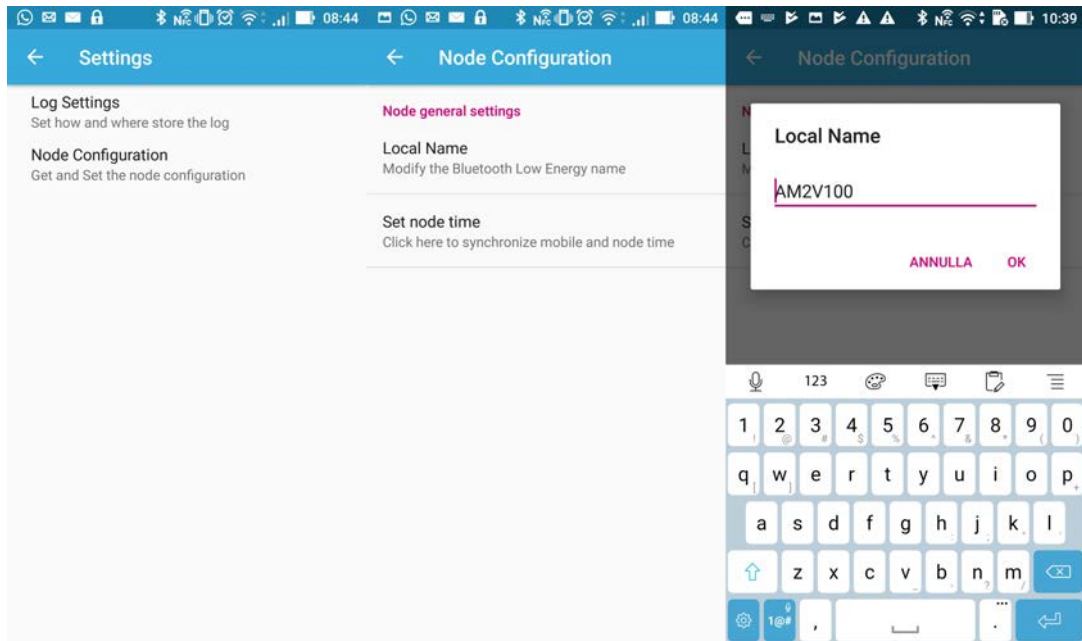 08:44
Settings
Log Settings
Set how and where store the log
Node Configuration
Get and Set the node configuration
08:44
Node Configuration
Node general settings
Local Name
Modify the Bluetooth Low Energy name
Set node time
Click here to synchronize mobile and node time
10:39
Node Configuration
Local Name
AM2V100
ANNULLA OK
123
1 2 3 4 5 6 7 8 9 0
q w e r t y u i o p
a s d f g h j k l
z x c v b n m
1@# , .